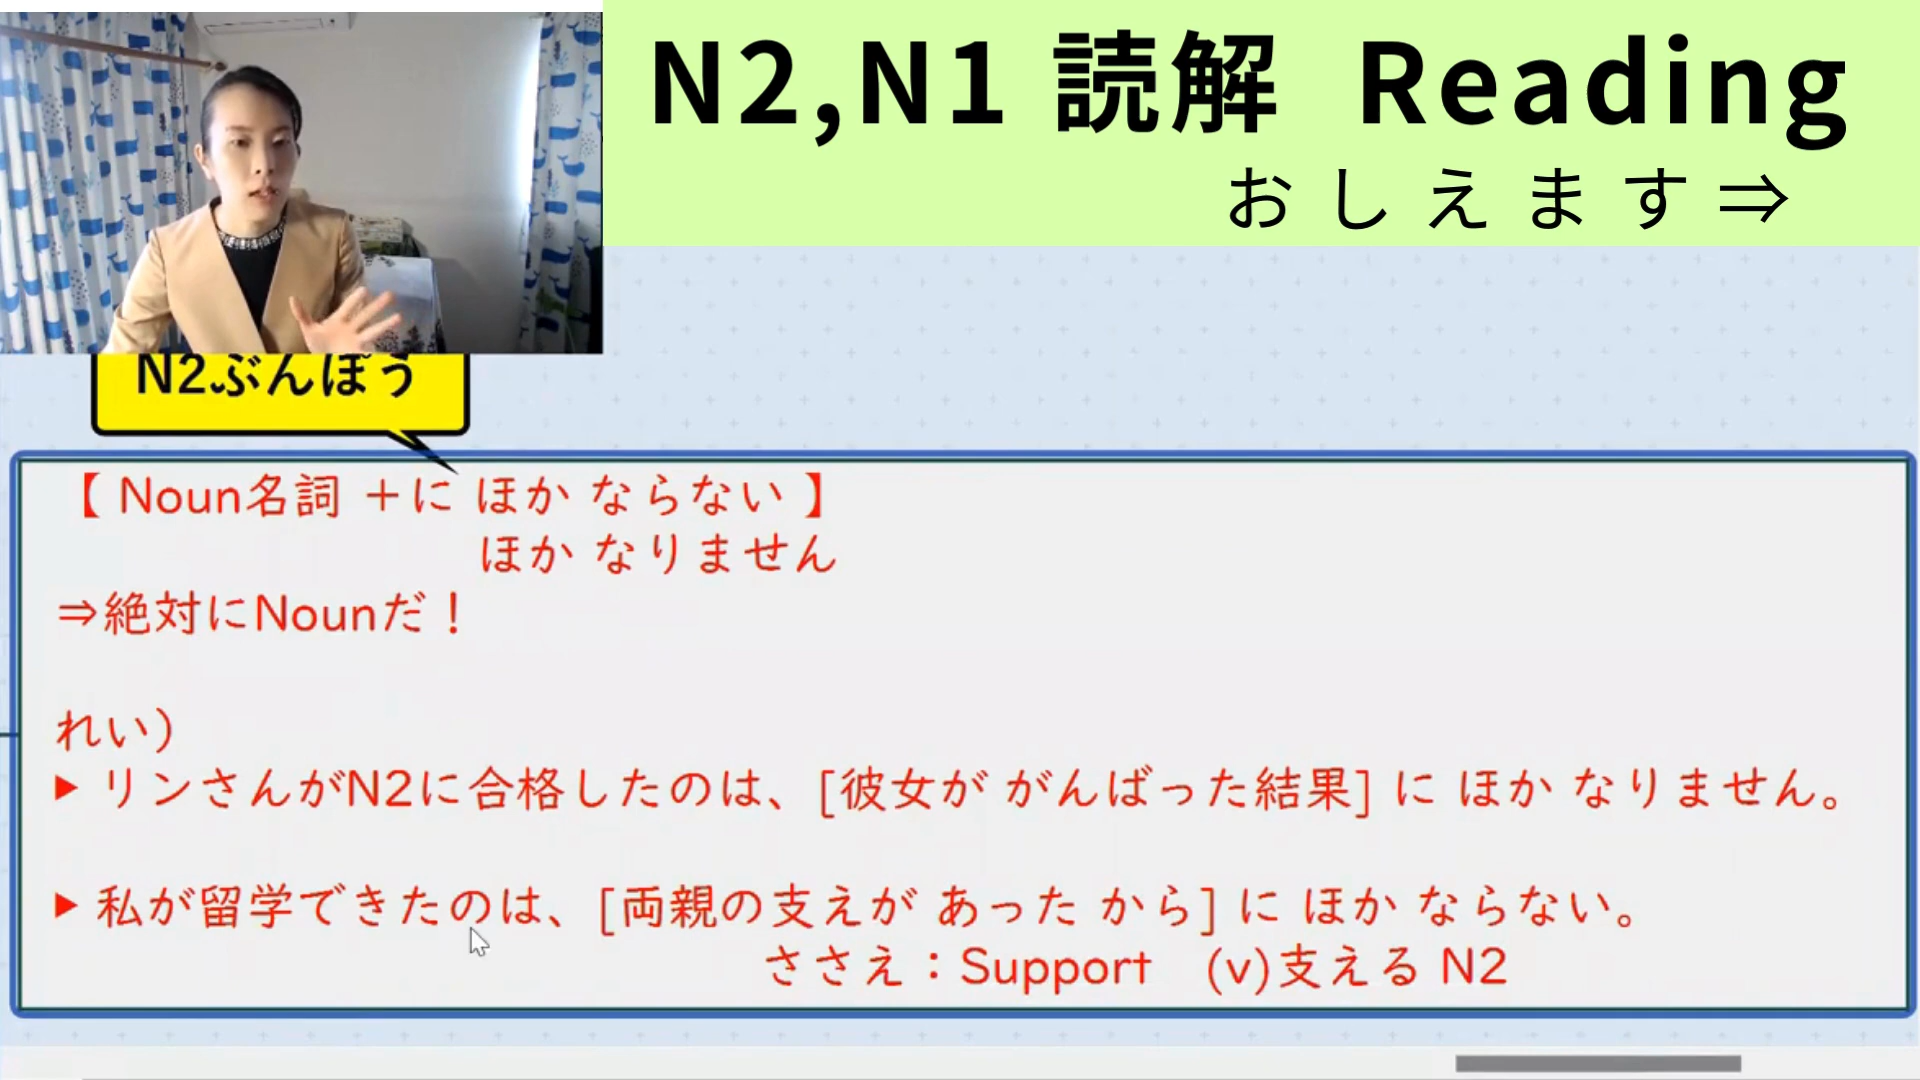 N2,N1 読解 Reading
おしえます⇒
N2ぶんぽう
【 Noun名詞 +に ほか ならない 】
ほか なりません
⇒絶対にNounだ！
れい）
▶ リンさんがN2に合格したのは、[彼女が がんばった結果] に ほか なりません。
▶ 私が留学できたのは、[両親の支えが あった から] に ほか ならない。
ささえ：Support (v)支える N2